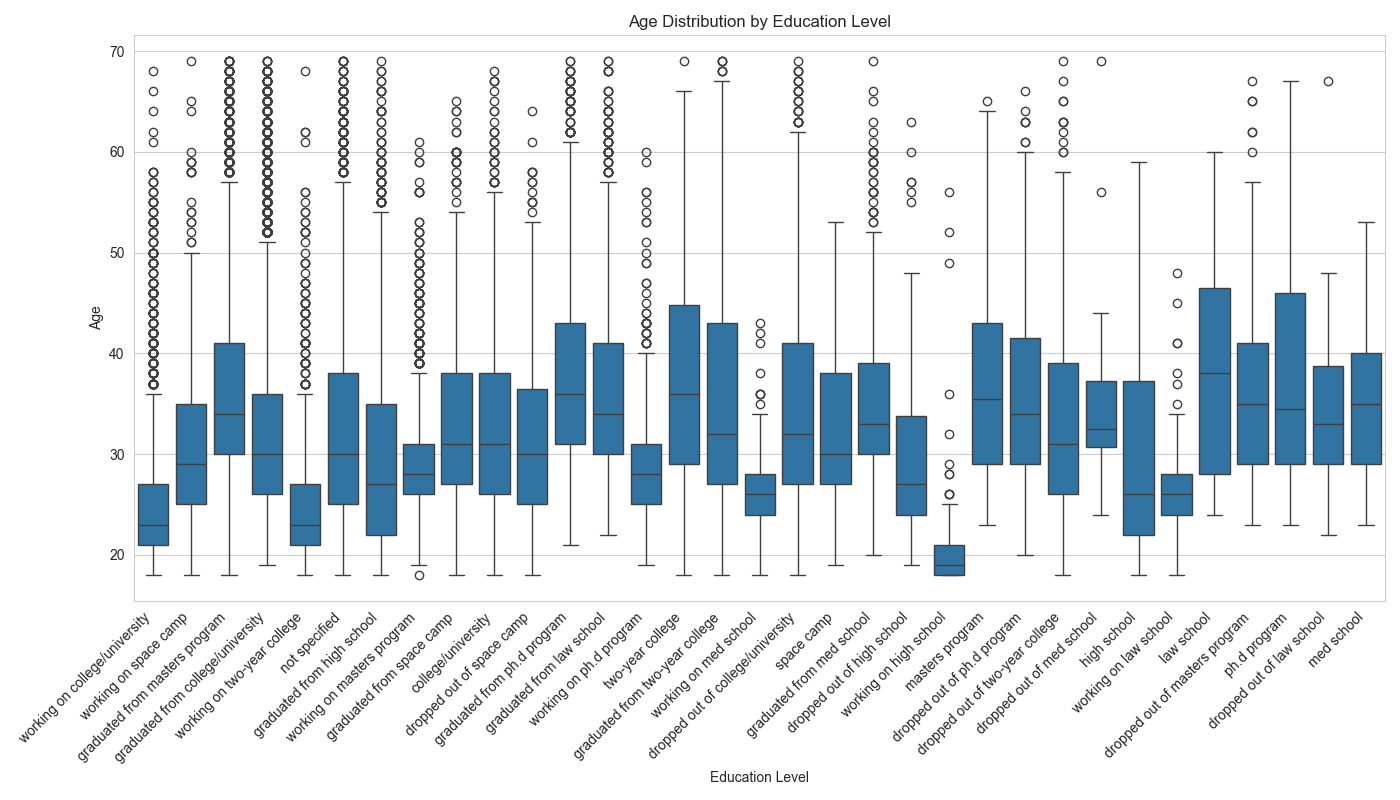 Age Distribution by Education Level
70
60
50
40
30
20
Age
working on college/university
working on space camp
graduated from masters program
graduated from college/university
working on two-year college
not specified
graduated from high school
working on masters program
graduated from space camp
college/university
dropped out of space camp
graduated from ph.d program
graduated from law school
working on ph.d program
two-year college
graduated from two-year college
working on med school
dropped out of college/university
space camp
graduated from med school
dropped out of high school
working on high school
masters program
dropped out of ph.d program
dropped out of two-year college
dropped out of med school
high school
working on law school
law school
dropped out of masters program
ph.d program
dropped out of law school
med school
Education Level